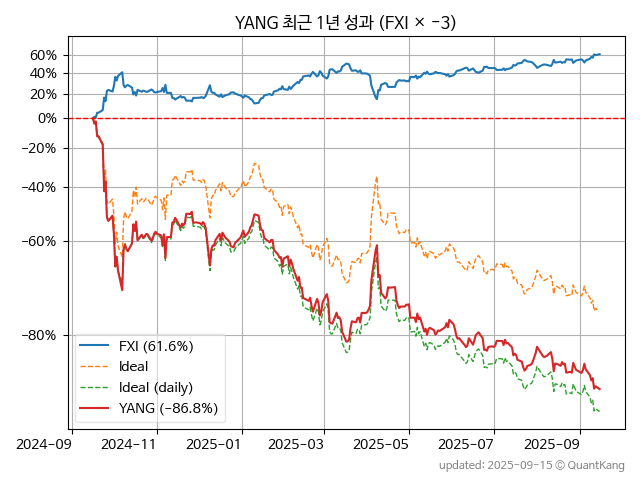 YANG 최근 1년 성과 (FXI × −3)
60%
40%
20%
0%
−20%
−40%
−60%
−80%
FXI (61.6%)
Ideal
Ideal (daily)
YANG (−86.8%)
2024-09
2024-11
2025-01
2025-03
2025-05
2025-07
2025-09
updated: 2025-09-15 © QuantKang